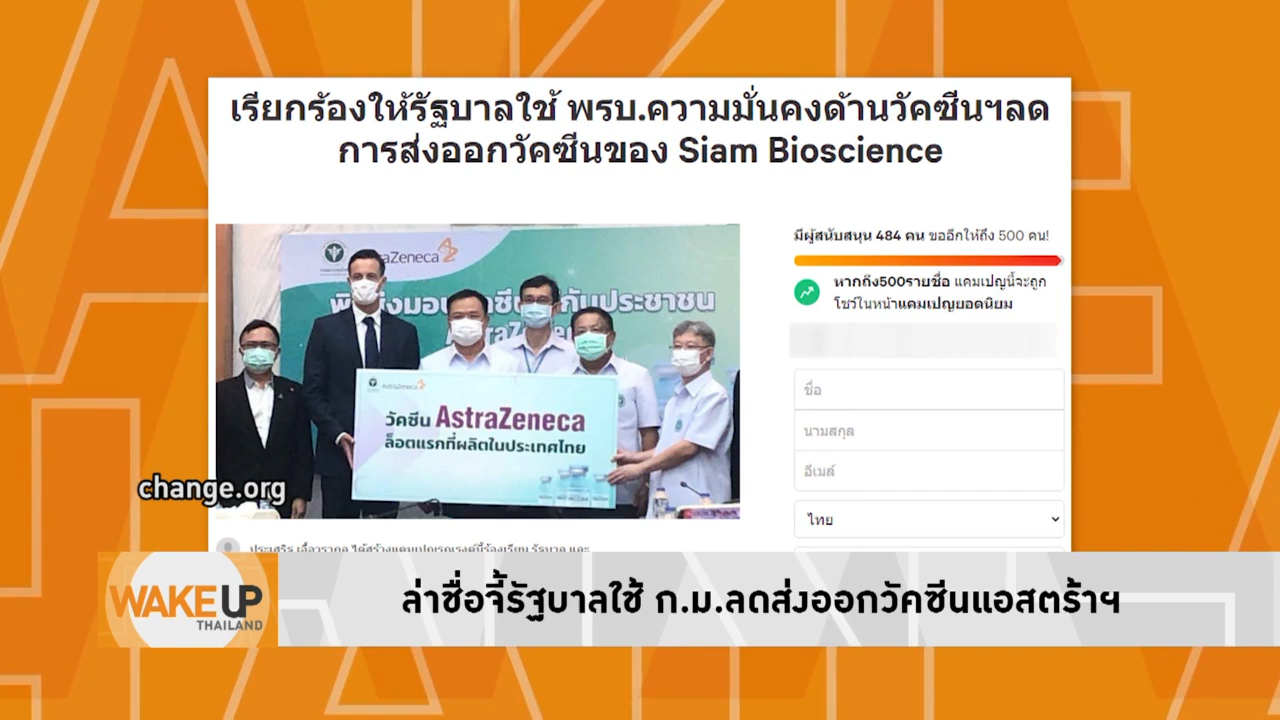 เรียกร้องให้รัฐบาลใช้ พรบ.ความมั่นคงด้านวัคซีนฯลด
การส่งออกวัคซีนของ Siam Bioscience
มีผู้สนับสนุน 484 คน ขออีกให้ถึง 500 คน!
หากถึง500รายชื่อ แคมเปญนี้จะถูก
โชว์ในหน้าแคมเปญยอดนิยม
ชื่อ
นามสกุล
อีเมล์
ไทย
AstraZeneca
AstraZeneca
วัคซีน AstraZeneca
ล็อตแรกที่ผลิตในประเทศไทย
change.org
WAKE UP
THAILAND
ล่าชื่อจี้รัฐบาลใช้ ก.ม.ลดส่งออกวัคซีนแอสตร้าฯ